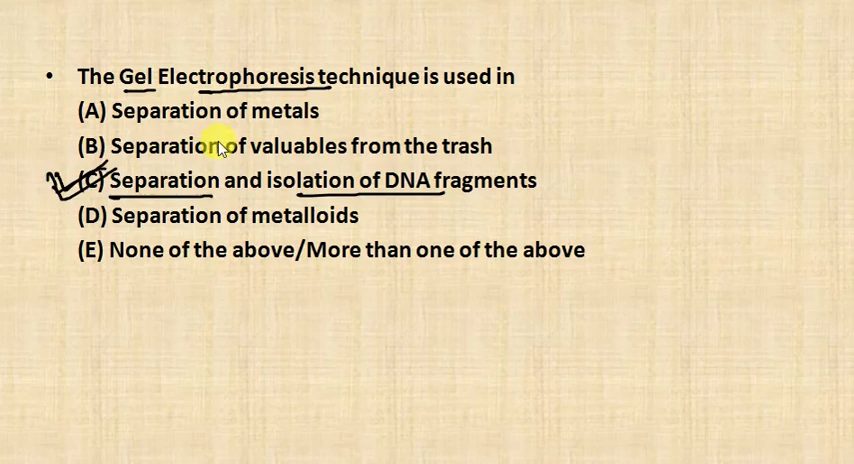 • The Gel Electrophoresis technique is used in
(A) Separation of metals
(B) Separation of valuables from the trash
(C) Separation and isolation of DNA fragments
(D) Separation of metalloids
(E) None of the above/More than one of the above